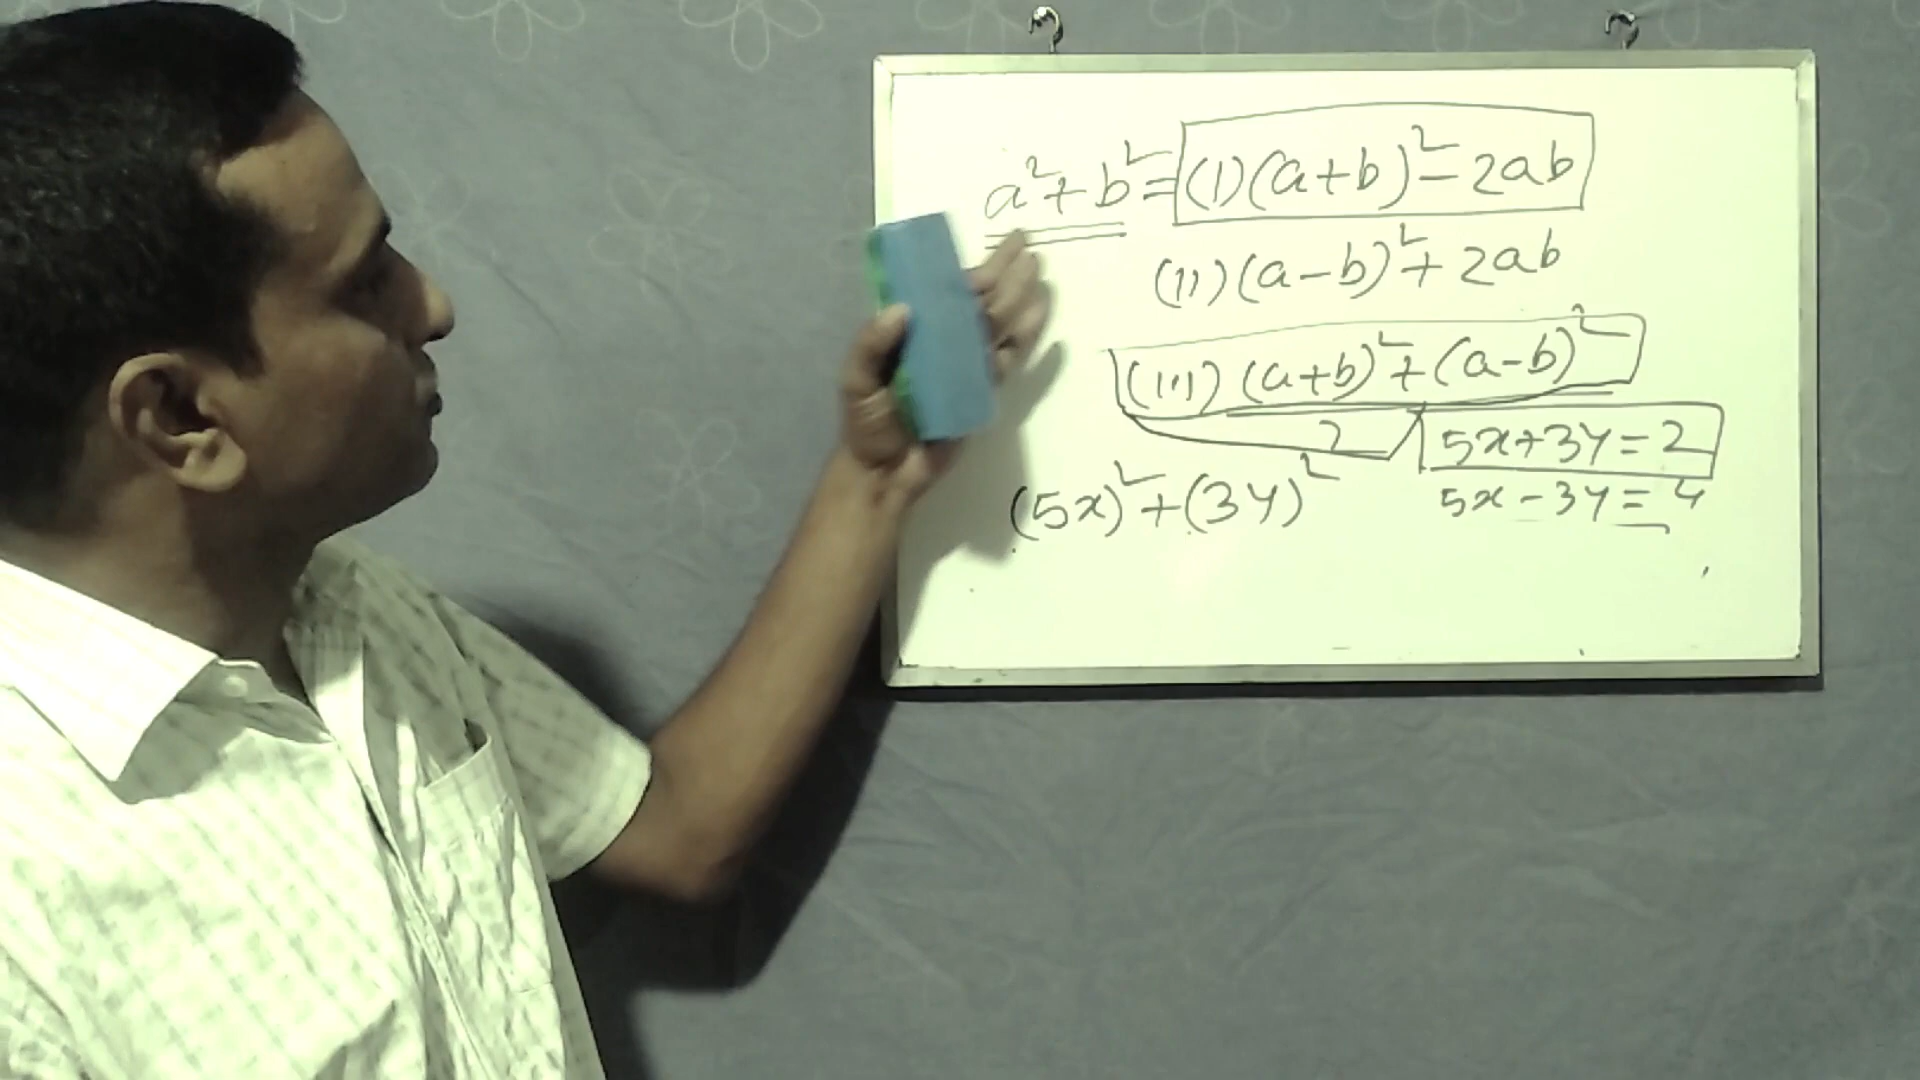 a²+b²=(I)(a+b)²-2ab
(II)(a-b)²+2ab
(III)(a+b)²+(a-b)²
2
5x+3y=2
(5x)²+(3y)²
5x-3y=4